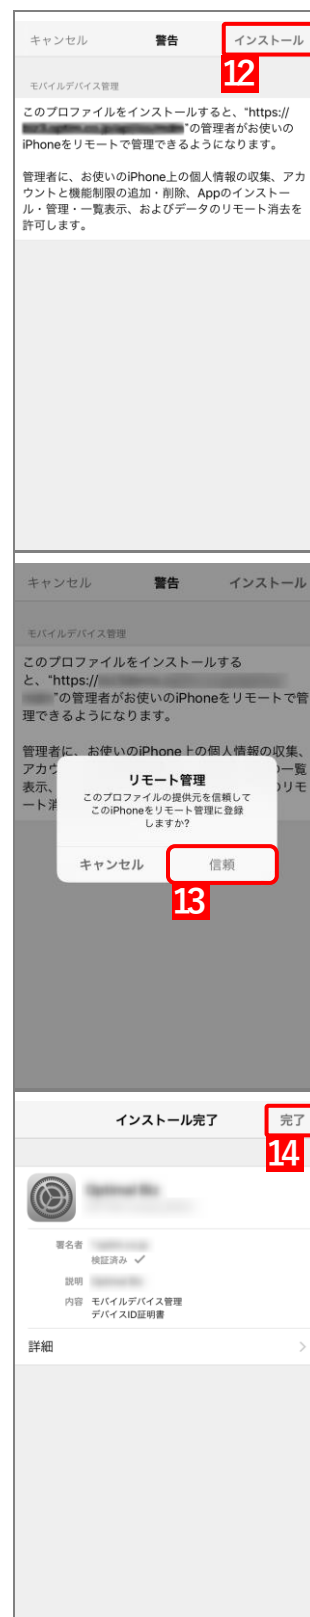 キャンセル 警告 インストール
12
モバイルデバイス管理
このプロファイルをインストールすると、"https://
"の管理者がお使いの
iPhoneをリモートで管理できるようになります。
管理者に、お使いのiPhone上の個人情報の収集、アカ
ウントと機能制限の追加・削除、Appのインストー
ル・管理・一覧表示、およびデータのリモート消去を
許可します。
キャンセル 警告 インストール
モバイルデバイス管理
このプロファイルをインストールする
と、"https://
"の管理者がお使いのiPhoneをリモートで管
理できるようになります。
管理者に、お使いのiPhone上の個人情報の収集、
アカウ
の一覧
表示、
のリモ
ート消
リモート管理
このプロファイルの提供元を信頼して
このiPhoneをリモート管理に登録
しますか?
キャンセル 信頼
13
インストール完了 完了
14
署名者
検証済み ✓
説明
内容 モバイルデバイス管理
デバイスID証明書
詳細